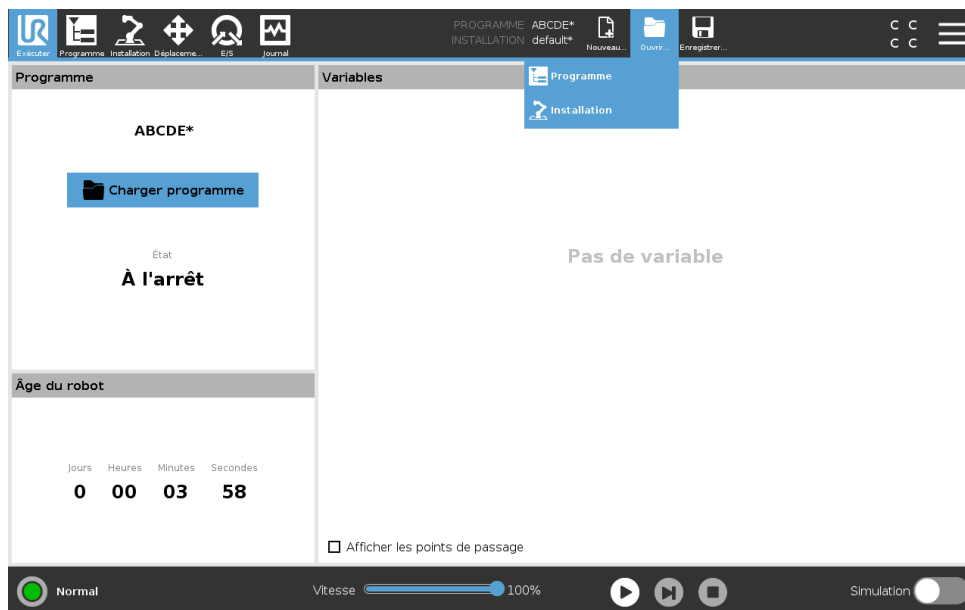 PROGRAMME ABCDE*
INSTALLATION default*
Exécuter Programme Installation Déplaceme... E/S Journal
Nouveau... Ouvrir... Enregistrer...
C C
C C
Programme
Installation
Programme
ABCDE*
Charger programme
État
À l'arrêt
Variables
Pas de variable
Afficher les points de passage
Âge du robot
Jours Heures Minutes Secondes
0 00 03 58
Normal
Vitesse 100%
Simulation